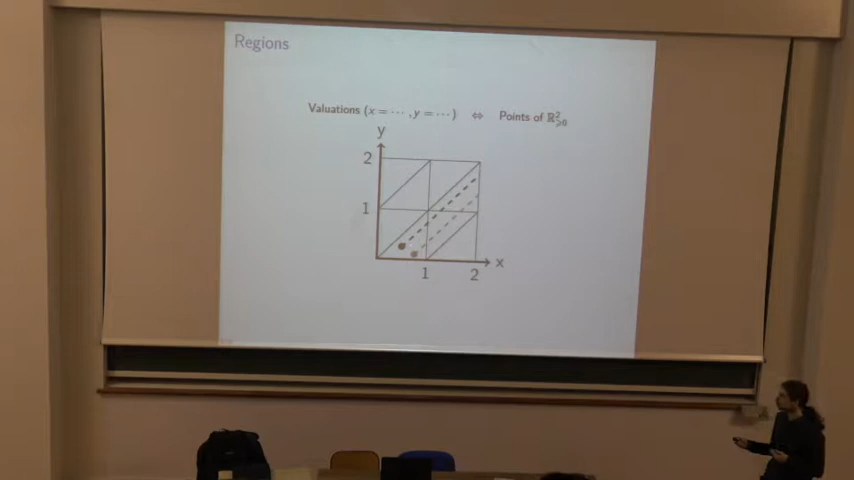 Regions
Valuations (x = ··· , y = ··· ) ⇔ Points of ℝ²⩾0
y
2
1
x
1
2